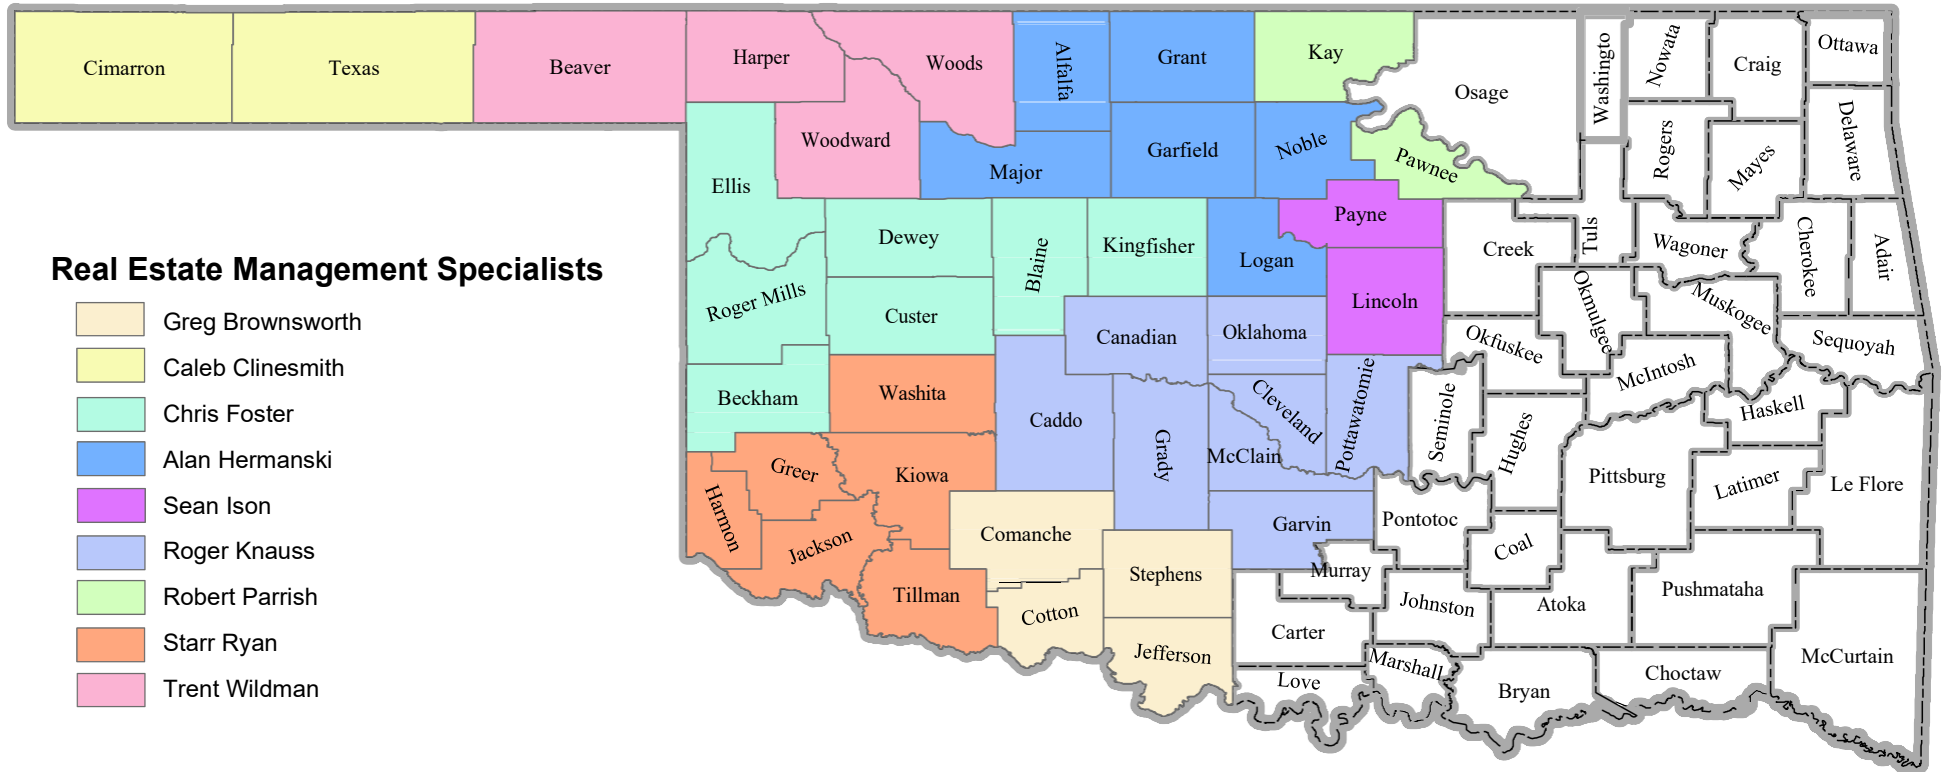 Cimarron
Texas
Beaver
Harper
Woods
Alfalfa
Grant
Kay
Osage
Washingto
Nowata
Craig
Ottawa
Woodward
Major
Garfield
Noble
Pawnee
Rogers
Mayes
Delaware
Ellis
Dewey
Blaine
Kingfisher
Logan
Payne
Creek
Tuls
Wagoner
Cherokee
Adair
Real Estate Management Specialists
Greg Brownsworth
Caleb Clinesmith
Chris Foster
Alan Hermanski
Sean Ison
Roger Knauss
Robert Parrish
Starr Ryan
Trent Wildman
Roger Mills
Custer
Canadian
Oklahoma
Lincoln
Okfuskee
Okmulgee
Muskogee
McIntosh
Sequoyah
Beckham
Washita
Caddo
Grady
McClain
Cleveland
Pottawatomie
Seminole
Hughes
Haskell
Greer
Kiowa
Harmon
Jackson
Comanche
Garvin
Pontotoc
Pittsburg
Latimer
Le Flore
Tillman
Cotton
Stephens
Murray
Coal
Johnston
Atoka
Pushmataha
Jefferson
Carter
Love
Marshall
Bryan
Choctaw
McCurtain